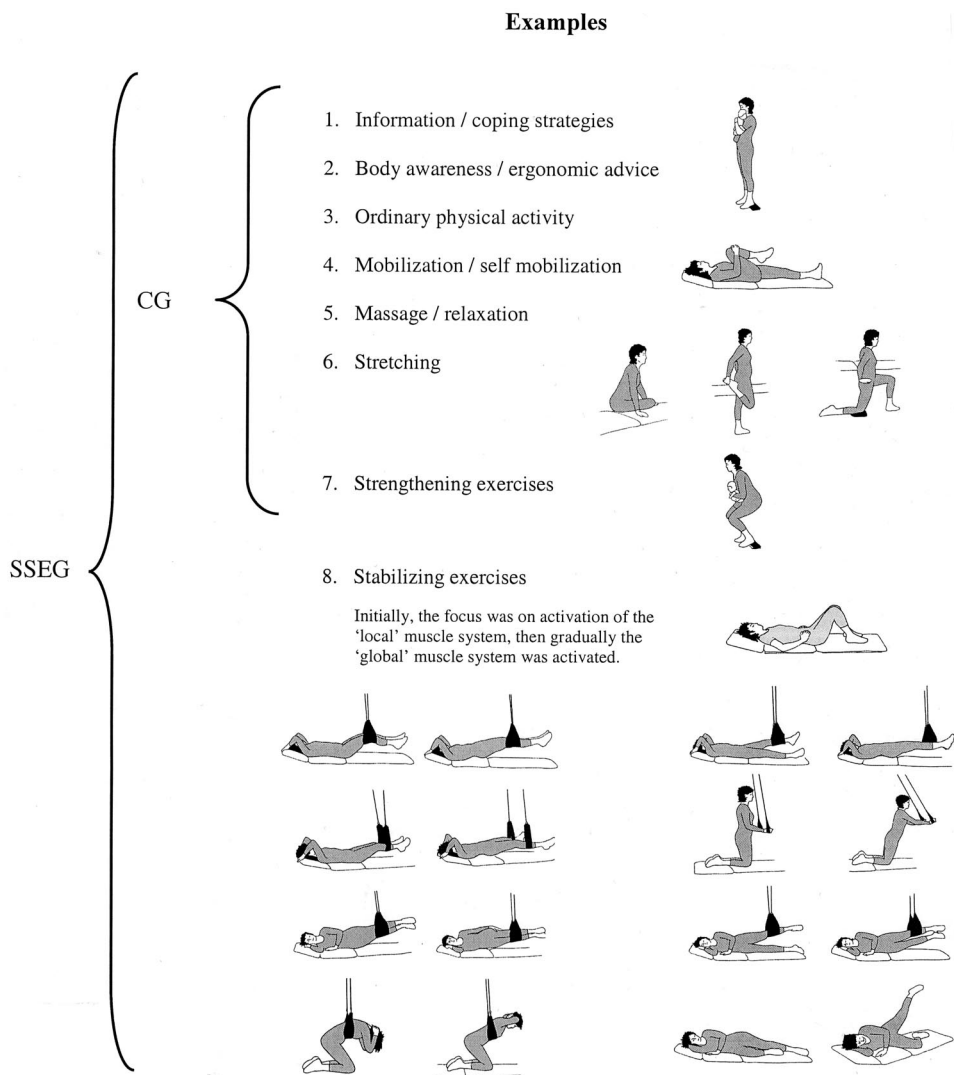 Examples
1. Information / coping strategies
2. Body awareness / ergonomic advice
3. Ordinary physical activity
4. Mobilization / self mobilization
CG
5. Massage / relaxation
6. Stretching
7. Strengthening exercises
SSEG
8. Stabilizing exercises
Initially, the focus was on activation of the
‘local’ muscle system, then gradually the
‘global’ muscle system was activated.